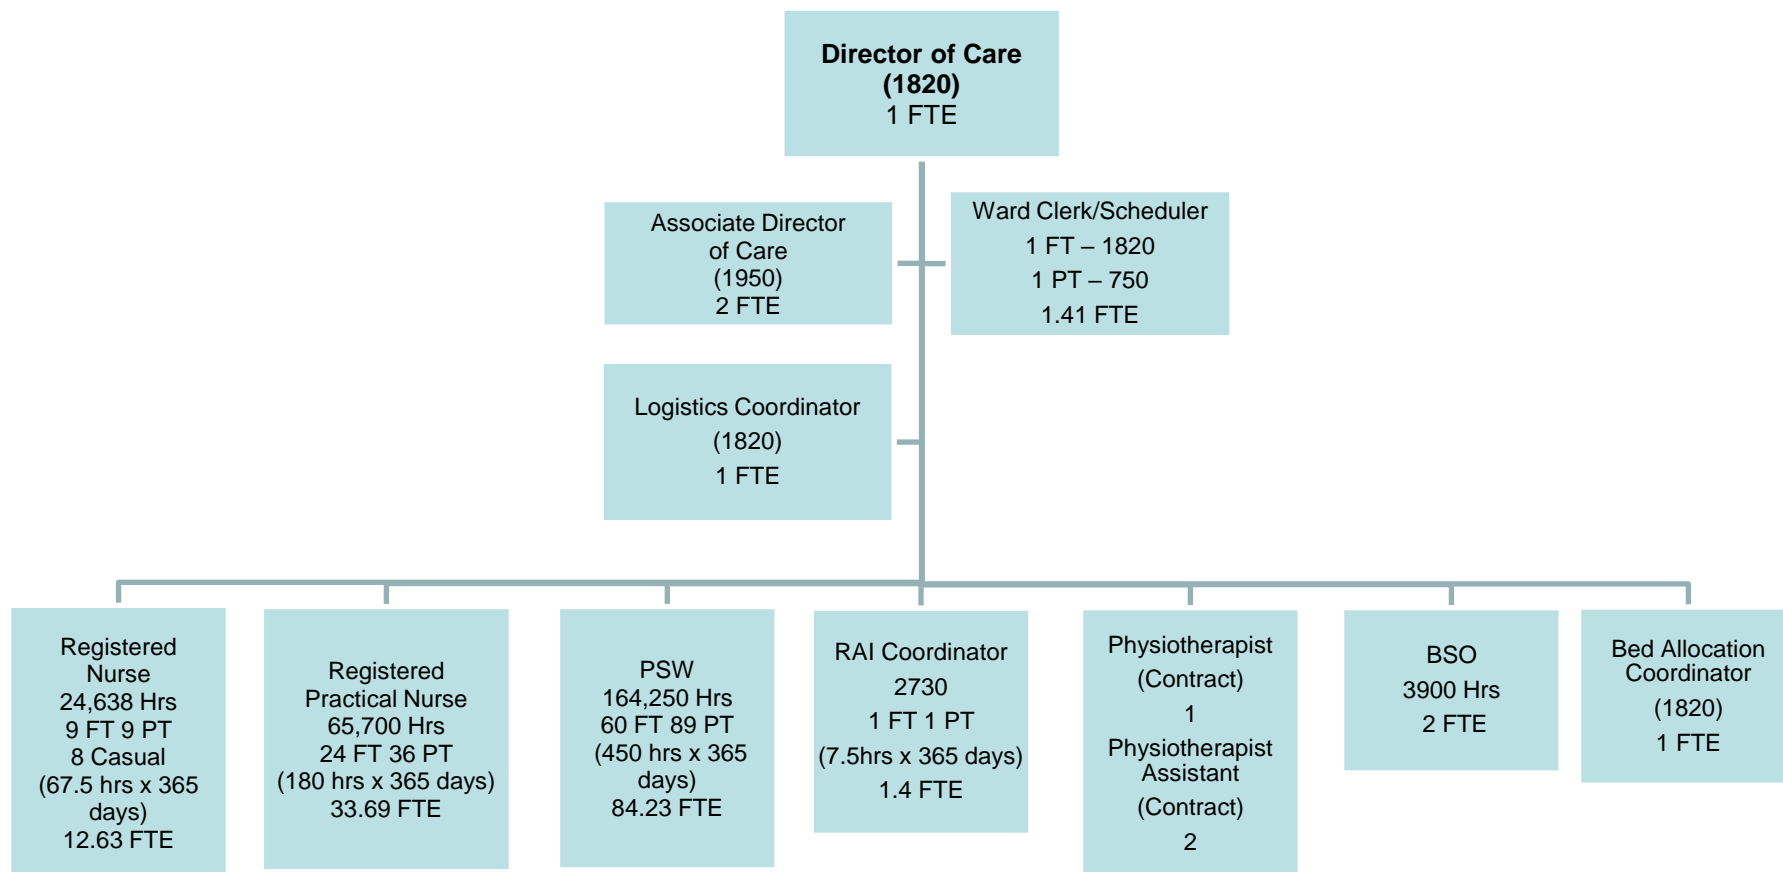 Director of Care
(1820)
1 FTE
Associate Director
of Care
(1950)
2 FTE
Ward Clerk/Scheduler
1 FT – 1820
1 PT – 750
1.41 FTE
Logistics Coordinator
(1820)
1 FTE
Registered
Nurse
24,638 Hrs
9 FT 9 PT
8 Casual
(67.5 hrs x 365
days)
12.63 FTE
Registered
Practical Nurse
65,700 Hrs
24 FT 36 PT
(180 hrs x 365 days)
33.69 FTE
PSW
164,250 Hrs
60 FT 89 PT
(450 hrs x 365
days)
84.23 FTE
RAI Coordinator
2730
1 FT 1 PT
(7.5hrs x 365 days)
1.4 FTE
Physiotherapist
(Contract)
1
Physiotherapist
Assistant
(Contract)
2
BSO
3900 Hrs
2 FTE
Bed Allocation
Coordinator
(1820)
1 FTE